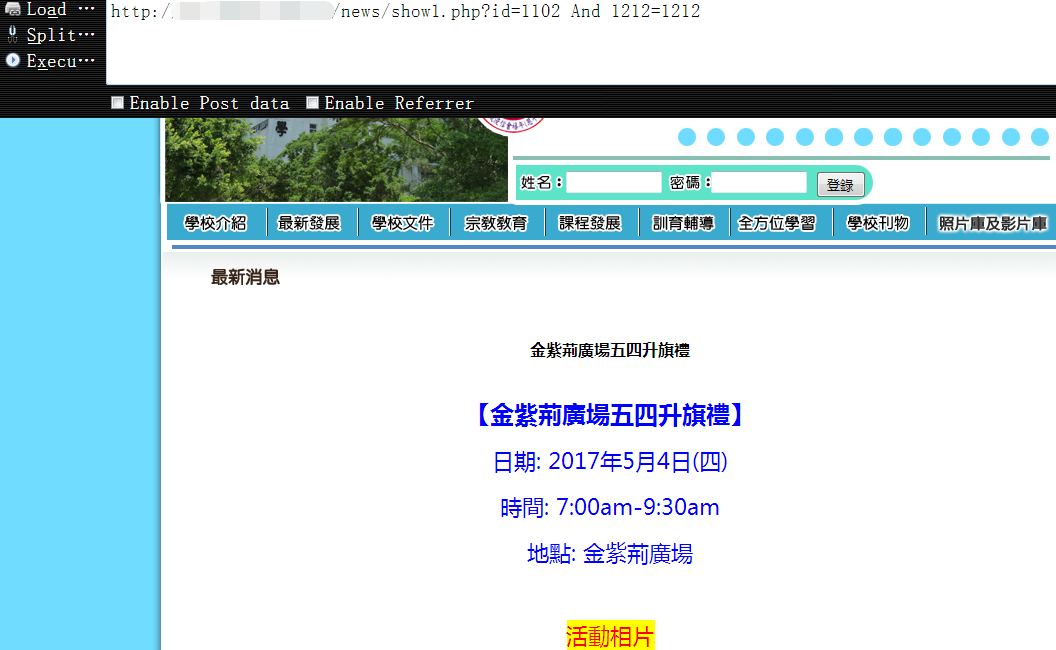 Load ...
http:// /news/show1.php?id=1102 And 1212=1212
Split...
Execu...
Enable Post data Enable Referrer
學
姓名: 密碼: 登錄
學校介紹 最新發展 學校文件 宗教教育 課程發展 訓育輔導 全方位學習 學校刊物 照片庫及影片庫
最新消息
金紫荊廣場五四升旗禮
【金紫荊廣場五四升旗禮】
日期: 2017年5月4日(四)
時間: 7:00am-9:30am
地點: 金紫荊廣場
活動相片